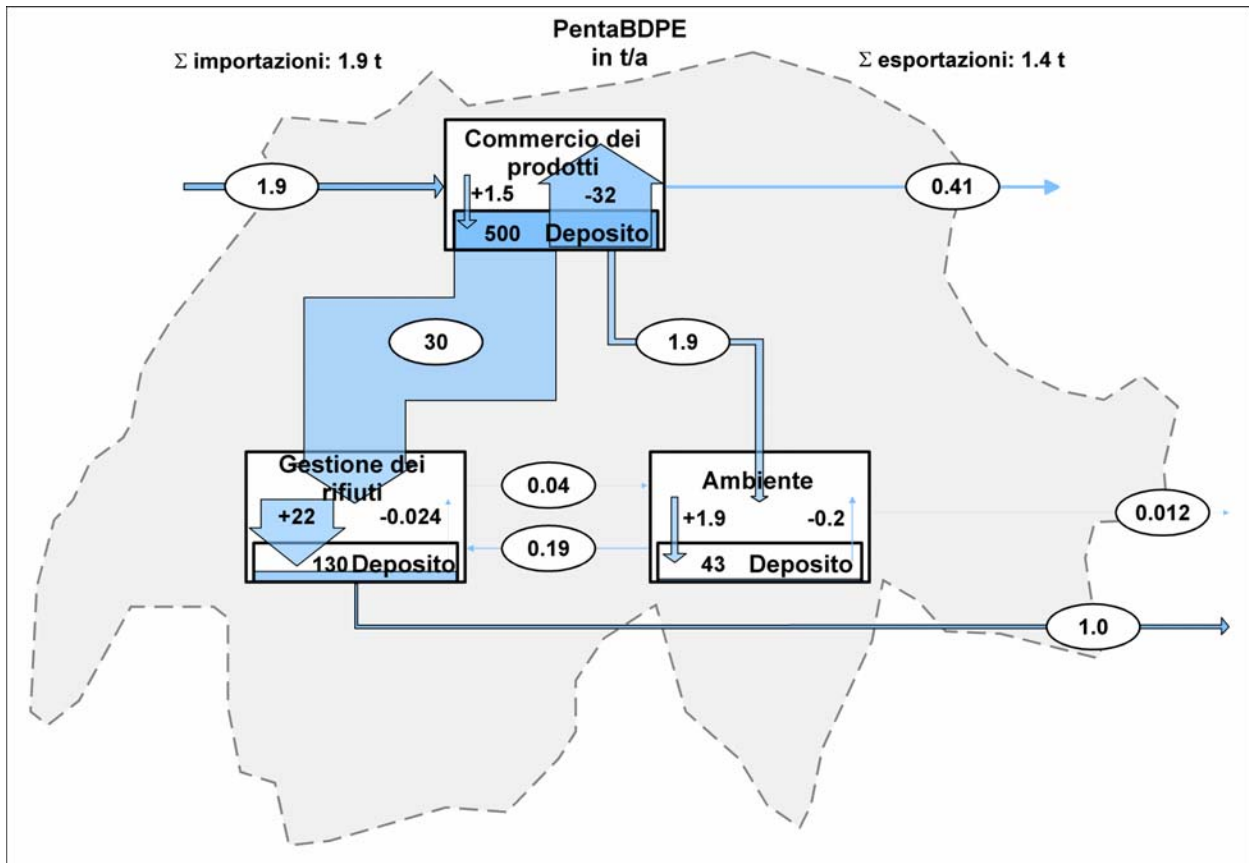 PentaBDPE
in t/a
Σ importazioni: 1.9 t
Σ esportazioni: 1.4 t
Commercio dei
prodotti
1.9
+1.5
-32
0.41
500 Deposito
30
1.9
Gestione dei
rifiuti
0.04
Ambiente
+22
-0.024
+1.9
-0.2
0.012
0.19
130 Deposito
43 Deposito
1.0